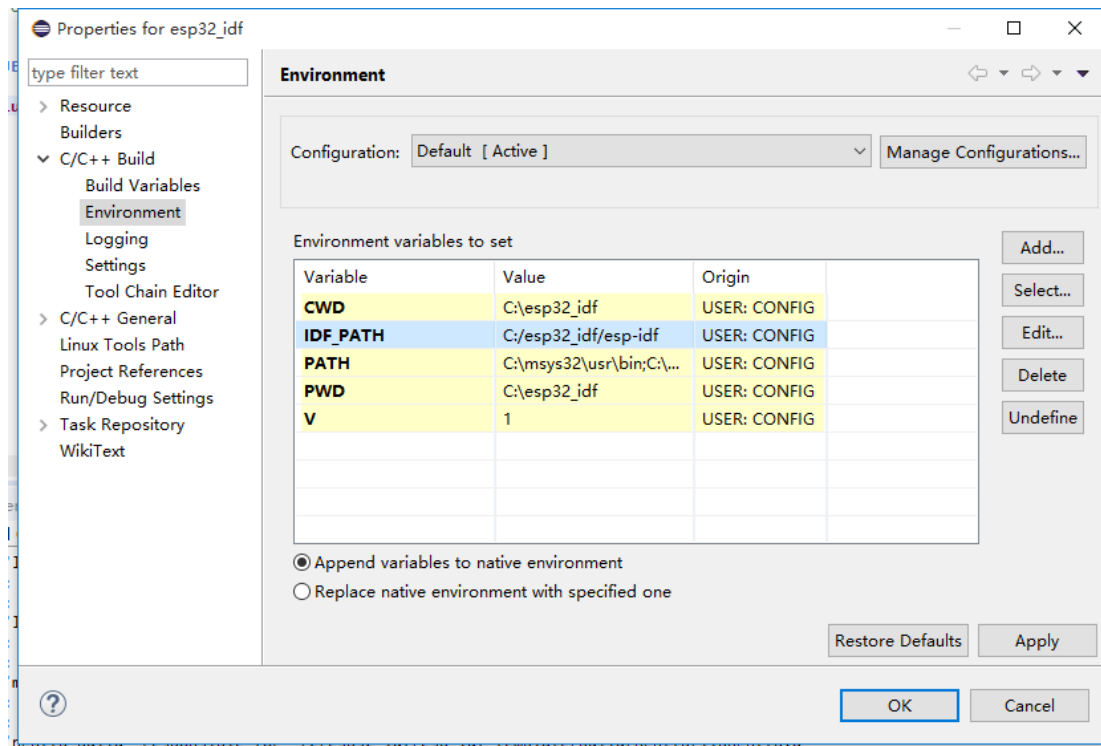 Properties for esp32_idf
type filter text
Resource
Builders
C/C++ Build
Build Variables
Environment
Logging
Settings
Tool Chain Editor
C/C++ General
Linux Tools Path
Project References
Run/Debug Settings
Task Repository
WikiText
Environment
Configuration: Default [ Active ] Manage Configurations...
Environment variables to set
Variable Value Origin
CWD C:\esp32_idf USER: CONFIG
IDF_PATH C:/esp32_idf/esp-idf USER: CONFIG
PATH C:\msys32\usr\bin;C:\... USER: CONFIG
PWD C:\esp32_idf USER: CONFIG
V 1 USER: CONFIG
Add...
Select...
Edit...
Delete
Undefine
Append variables to native environment
Replace native environment with specified one
Restore Defaults Apply
OK Cancel